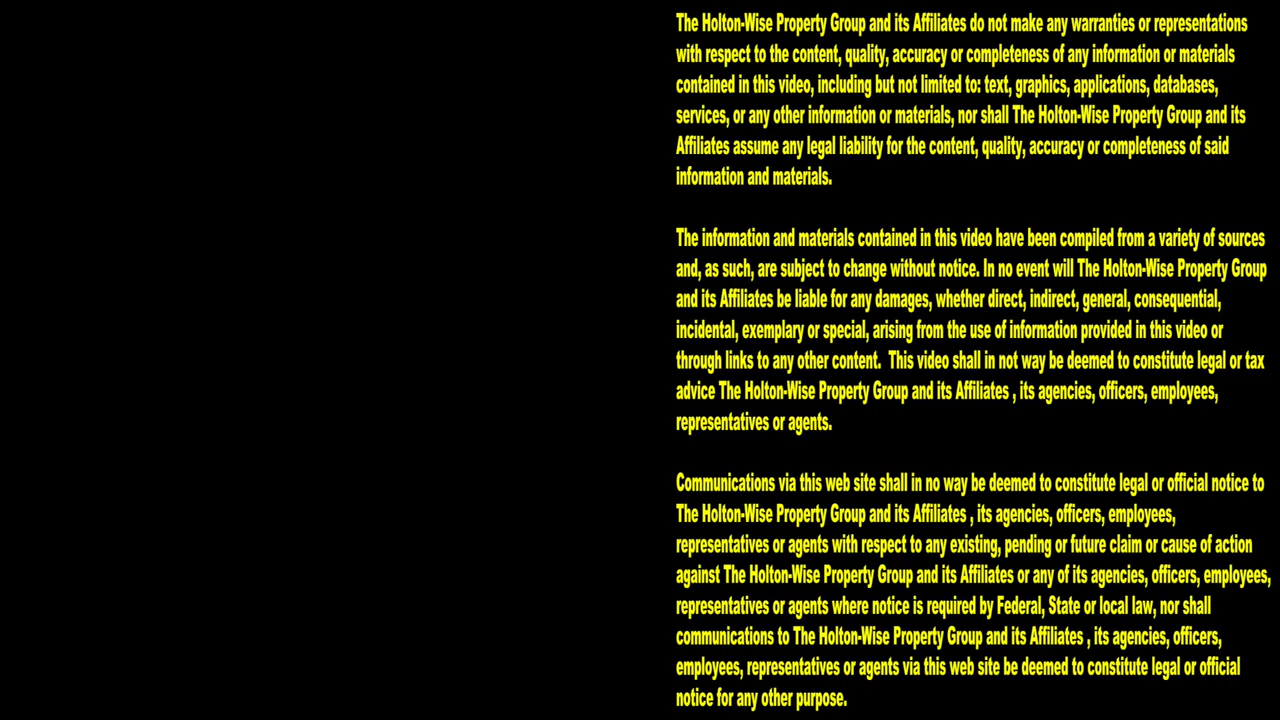 The Holton-Wise Property Group and its Affiliates do not make any warranties or representations
with respect to the content, quality, accuracy or completeness of any information or materials
contained in this video, including but not limited to: text, graphics, applications, databases,
services, or any other information or materials, nor shall The Holton-Wise Property Group and its
Affiliates assume any legal liability for the content, quality, accuracy or completeness of said
information and materials.
The information and materials contained in this video have been compiled from a variety of sources
and, as such, are subject to change without notice. In no event will The Holton-Wise Property Group
and its Affiliates be liable for any damages, whether direct, indirect, general, consequential,
incidental, exemplary or special, arising from the use of information provided in this video or
through links to any other content.  This video shall in not way be deemed to constitute legal or tax
advice The Holton-Wise Property Group and its Affiliates , its agencies, officers, employees,
representatives or agents.
Communications via this web site shall in no way be deemed to constitute legal or official notice to
The Holton-Wise Property Group and its Affiliates , its agencies, officers, employees,
representatives or agents with respect to any existing, pending or future claim or cause of action
against The Holton-Wise Property Group and its Affiliates or any of its agencies, officers, employees,
representatives or agents where notice is required by Federal, State or local law, nor shall
communications to The Holton-Wise Property Group and its Affiliates , its agencies, officers,
employees, representatives or agents via this web site be deemed to constitute legal or official
notice for any other purpose.